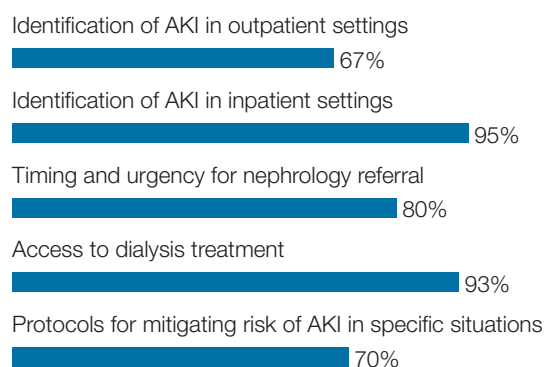 Identification of AKI in outpatient settings
67%
Identification of AKI in inpatient settings
95%
Timing and urgency for nephrology referral
80%
Access to dialysis treatment
93%
Protocols for mitigating risk of AKI in specific situations
70%